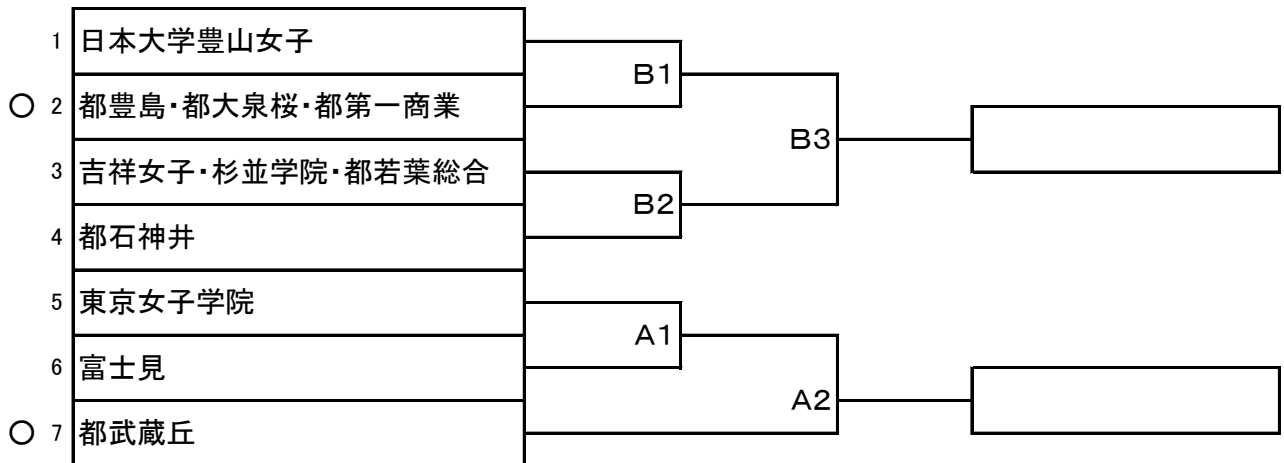 1 日本大学豊山女子
○ 2 都豊島・都大泉桜・都第一商業
3 吉祥女子・杉並学院・都若葉総合
4 都石神井
5 東京女子学院
6 富士見
○ 7 都武蔵丘
B1
B2
B3
A1
A2